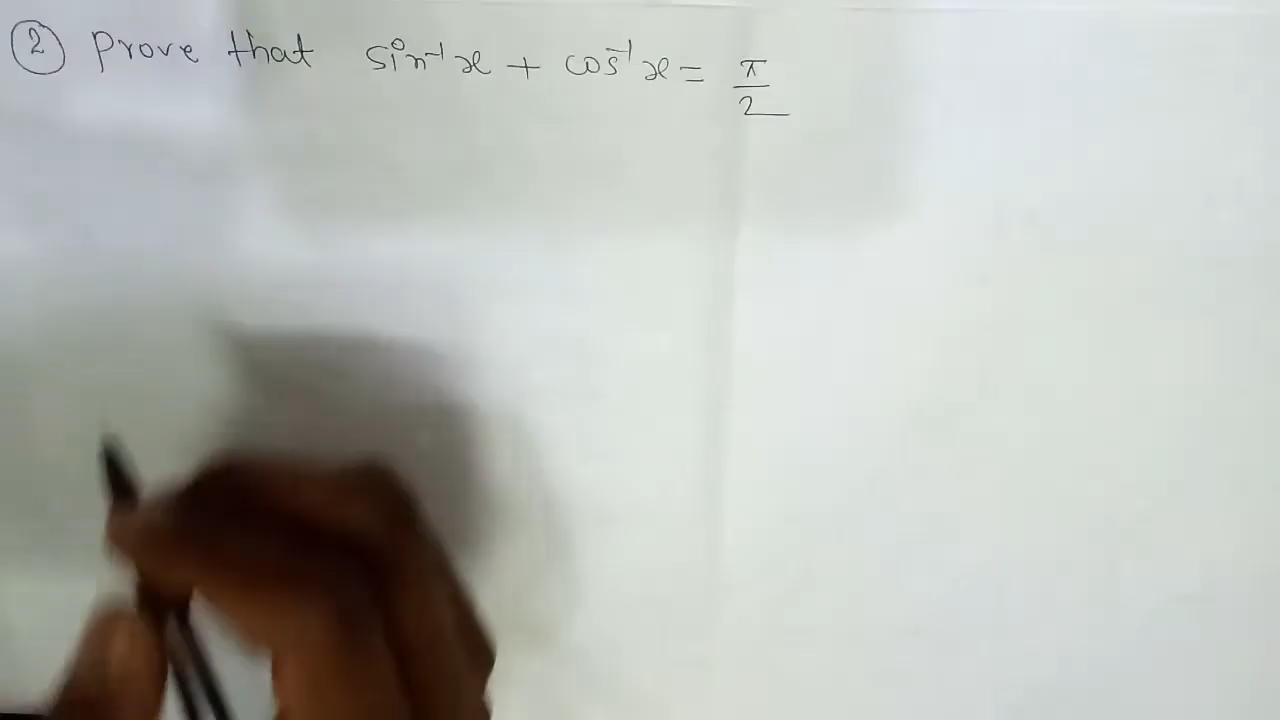 ② Prove that sin⁻¹x + cos⁻¹x = π/2